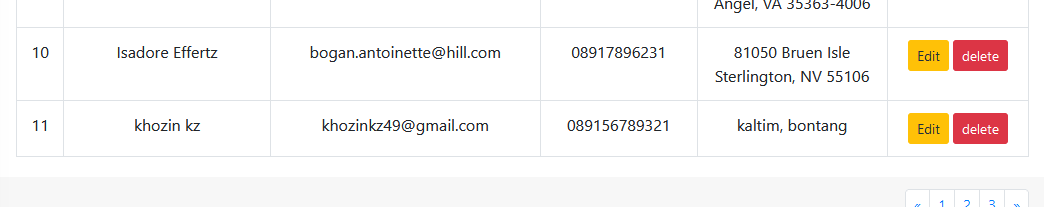 Angel, VA 35363-4006
10 Isadore Effertz bogan.antoinette@hill.com 08917896231 81050 Bruen Isle Edit delete
Sterlington, NV 55106
11 khozin kz khozinkz49@gmail.com 089156789321 kaltim, bontang Edit delete
« 1 2 3 »